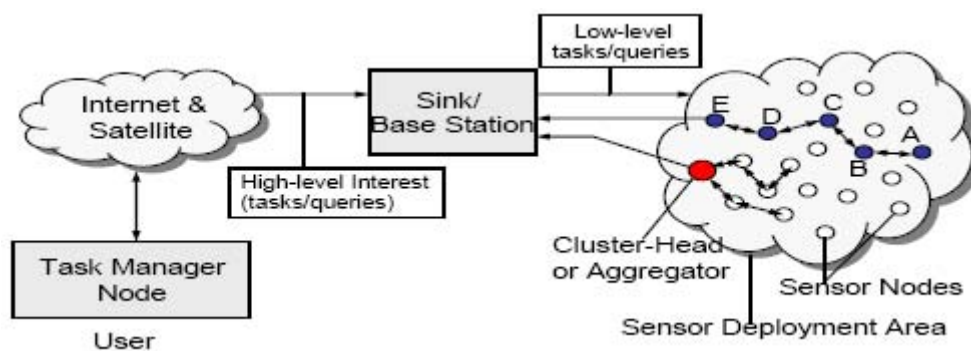 Low-level
tasks/queries
Internet &
Satellite
Sink/
Base Station
E
D
C
B
A
High-level Interest
(tasks/queries)
Task Manager
Node
User
Cluster-Head
or Aggregator
Sensor Nodes
Sensor Deployment Area